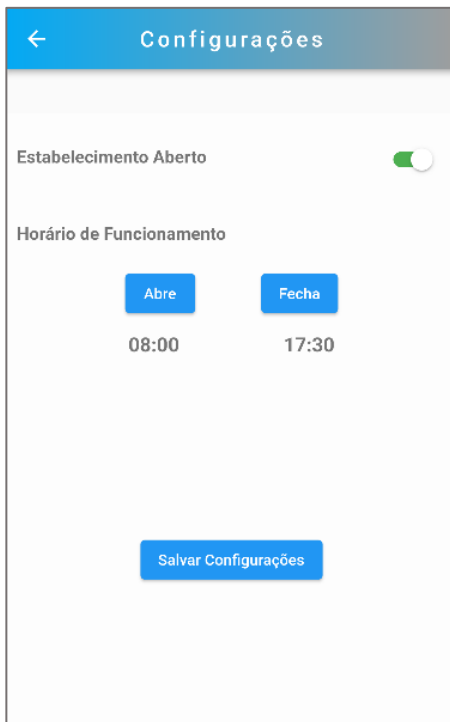 Configurações
Estabelecimento Aberto
Horário de Funcionamento
Abre Fecha
08:00 17:30
Salvar Configurações